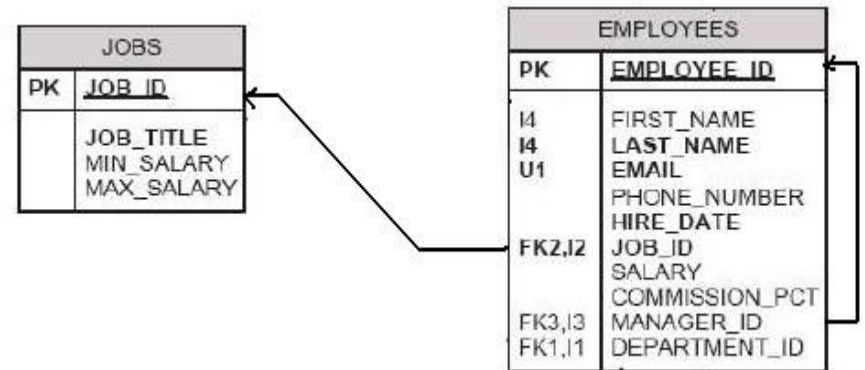 JOBS
PK JOB_ID
JOB_TITLE
MIN_SALARY
MAX_SALARY
EMPLOYEES
PK EMPLOYEE_ID
I4 FIRST_NAME
I4 LAST_NAME
U1 EMAIL
PHONE_NUMBER
HIRE_DATE
FK2,I2 JOB_ID
SALARY
COMMISSION_PCT
FK3,I3 MANAGER_ID
FK1,I1 DEPARTMENT_ID